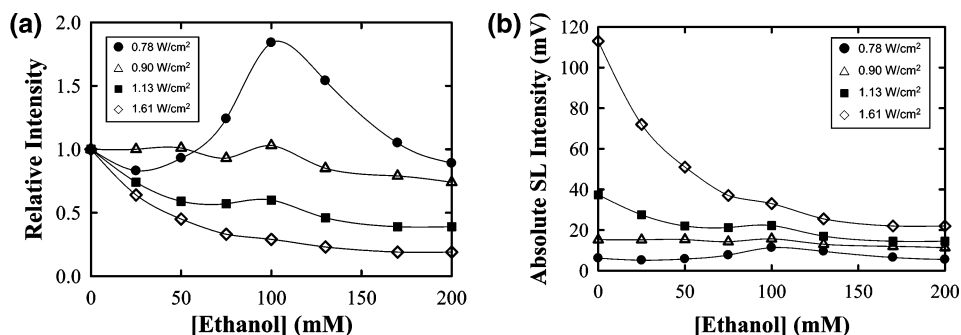 (a)
2.0
1.5
1.0
0.5
0.0
Relative Intensity
0.78 W/cm²
0.90 W/cm²
1.13 W/cm²
1.61 W/cm²
0 50 100 150 200
[Ethanol] (mM)
(b)
120
100
80
60
40
20
0
Absolute SL Intensity (mV)
0.78 W/cm²
0.90 W/cm²
1.13 W/cm²
1.61 W/cm²
0 50 100 150 200
[Ethanol] (mM)